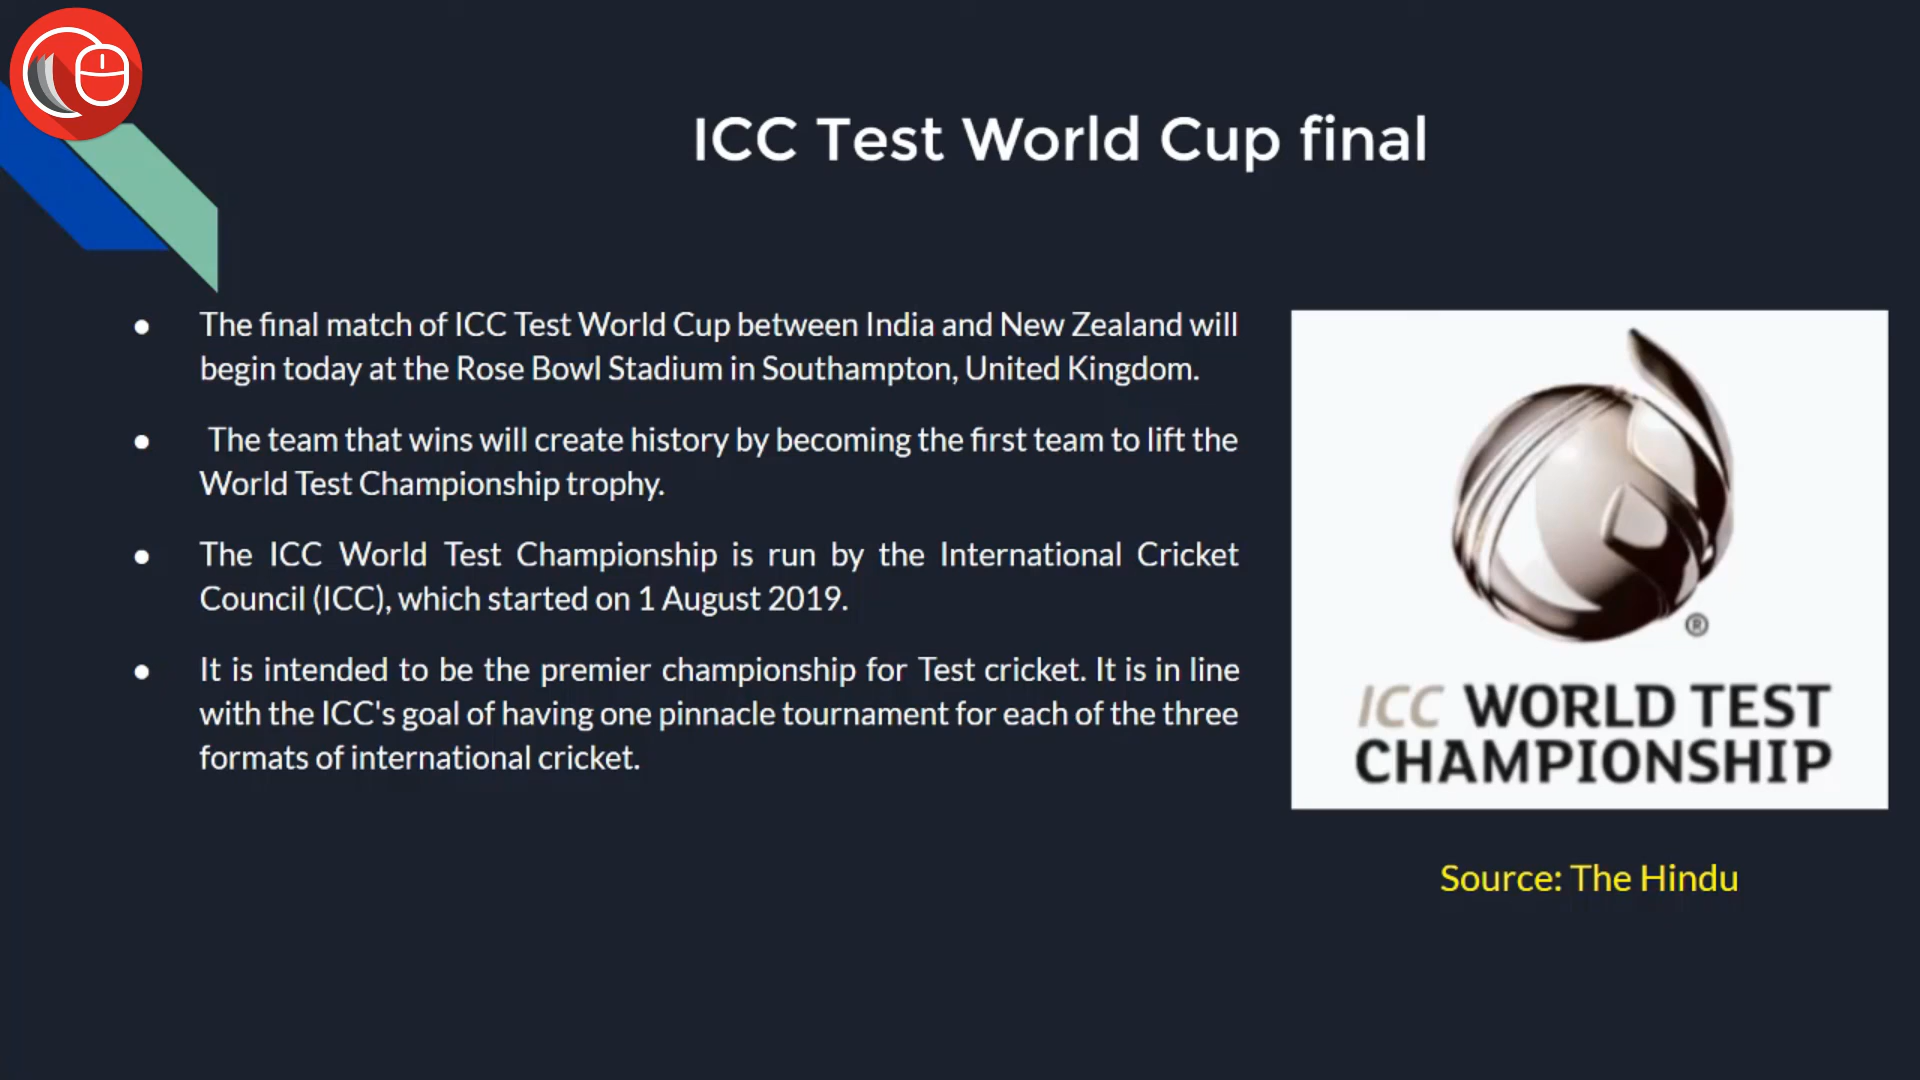 ICC Test World Cup final
● The final match of ICC Test World Cup between India and New Zealand will
begin today at the Rose Bowl Stadium in Southampton, United Kingdom.
● The team that wins will create history by becoming the first team to lift the
World Test Championship trophy.
● The ICC World Test Championship is run by the International Cricket
Council (ICC), which started on 1 August 2019.
● It is intended to be the premier championship for Test cricket. It is in line
with the ICC's goal of having one pinnacle tournament for each of the three
formats of international cricket.
®
ICC WORLD TEST
CHAMPIONSHIP
Source: The Hindu